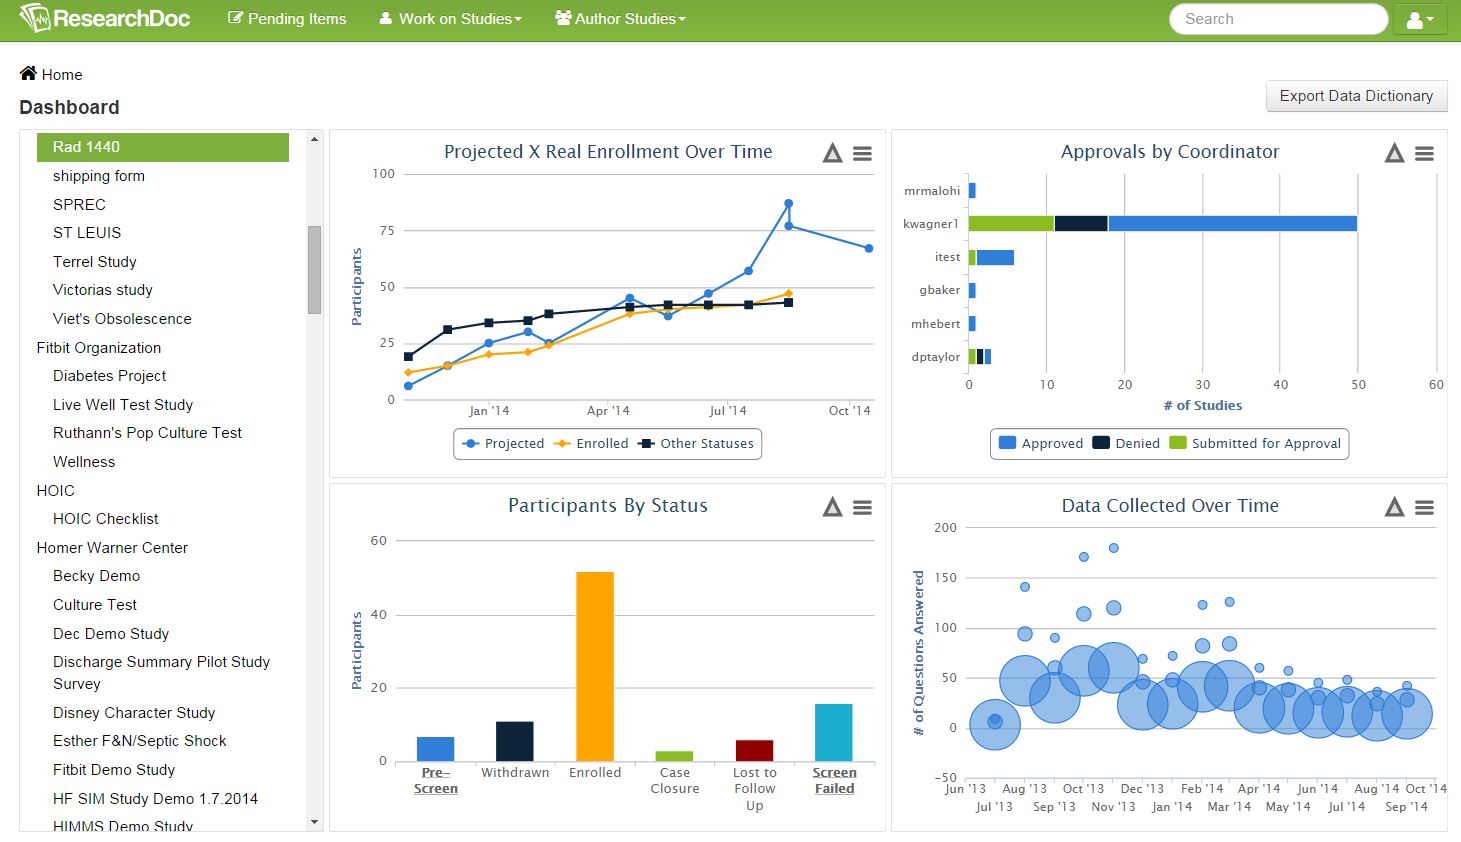 ResearchDoc
Pending Items
Work on Studies
Author Studies
Search
Home
Dashboard
Export Data Dictionary
Rad 1440
shipping form
SPREC
ST LEUIS
Terrel Study
Victorias study
Viet's Obsolescence
Fitbit Organization
Diabetes Project
Live Well Test Study
Ruthann's Pop Culture Test
Wellness
HOIC
HOIC Checklist
Homer Warner Center
Becky Demo
Culture Test
Dec Demo Study
Discharge Summary Pilot Study
Survey
Disney Character Study
Esther F&N/Septic Shock
Fitbit Demo Study
HF SIM Study Demo 1.7.2014
HIMMS Demo Study
Projected X Real Enrollment Over Time
Participants
100
75
50
25
0
Jan '14 Apr '14 Jul '14 Oct '14
Projected Enrolled Other Statuses
Approvals by Coordinator
mrmalohi
kwagner1
itest
gbaker
mhebert
dptaylor
0 10 20 30 40 50 60
# of Studies
Approved Denied Submitted for Approval
Participants By Status
Participants
60
40
20
0
Pre-
Screen
Withdrawn
Enrolled
Case
Closure
Lost to
Follow
Up
Screen
Failed
Data Collected Over Time
# of Questions Answered
200
150
100
50
0
-50
Jun '13 Aug '13 Oct '13 Dec '13 Feb '14 Apr '14 Jun '14 Aug '14 Oct '14
Jul '13 Sep '13 Nov '13 Jan '14 Mar '14 May '14 Jul '14 Sep '14